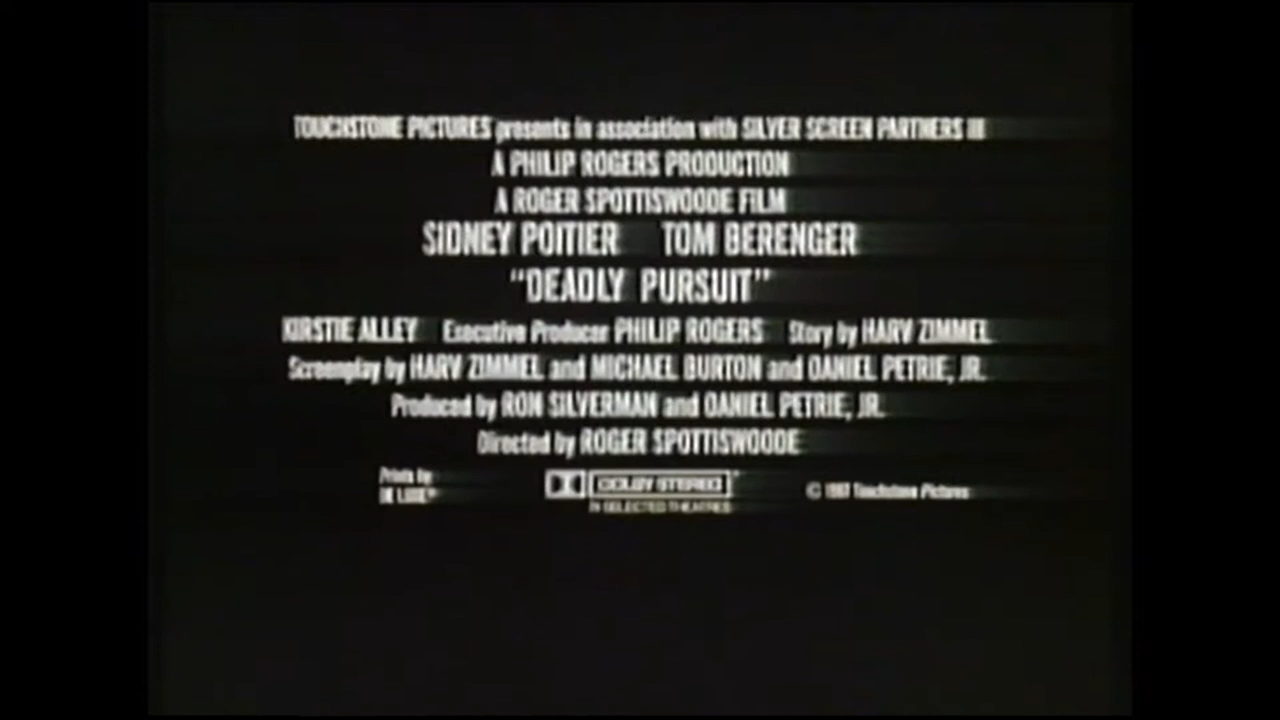 TOUCHSTONE PICTURES presents in association with SILVER SCREEN PARTNERS III
A PHILIP ROGERS PRODUCTION
A ROGER SPOTTISWOODE FILM
SIDNEY POITIER TOM BERENGER
"DEADLY PURSUIT"
KIRSTIE ALLEY Executive Producer PHILIP ROGERS Story by HARV ZIMMEL
Screenplay by HARV ZIMMEL and MICHAEL BURTON and DANIEL PETRIE, JR.
Produced by RON SILVERMAN and DANIEL PETRIE, JR.
Directed by ROGER SPOTTISWOODE
Prints by
DE LUXE®
DOLBY STEREO
IN SELECTED THEATRES
© 1987 Touchstone Pictures